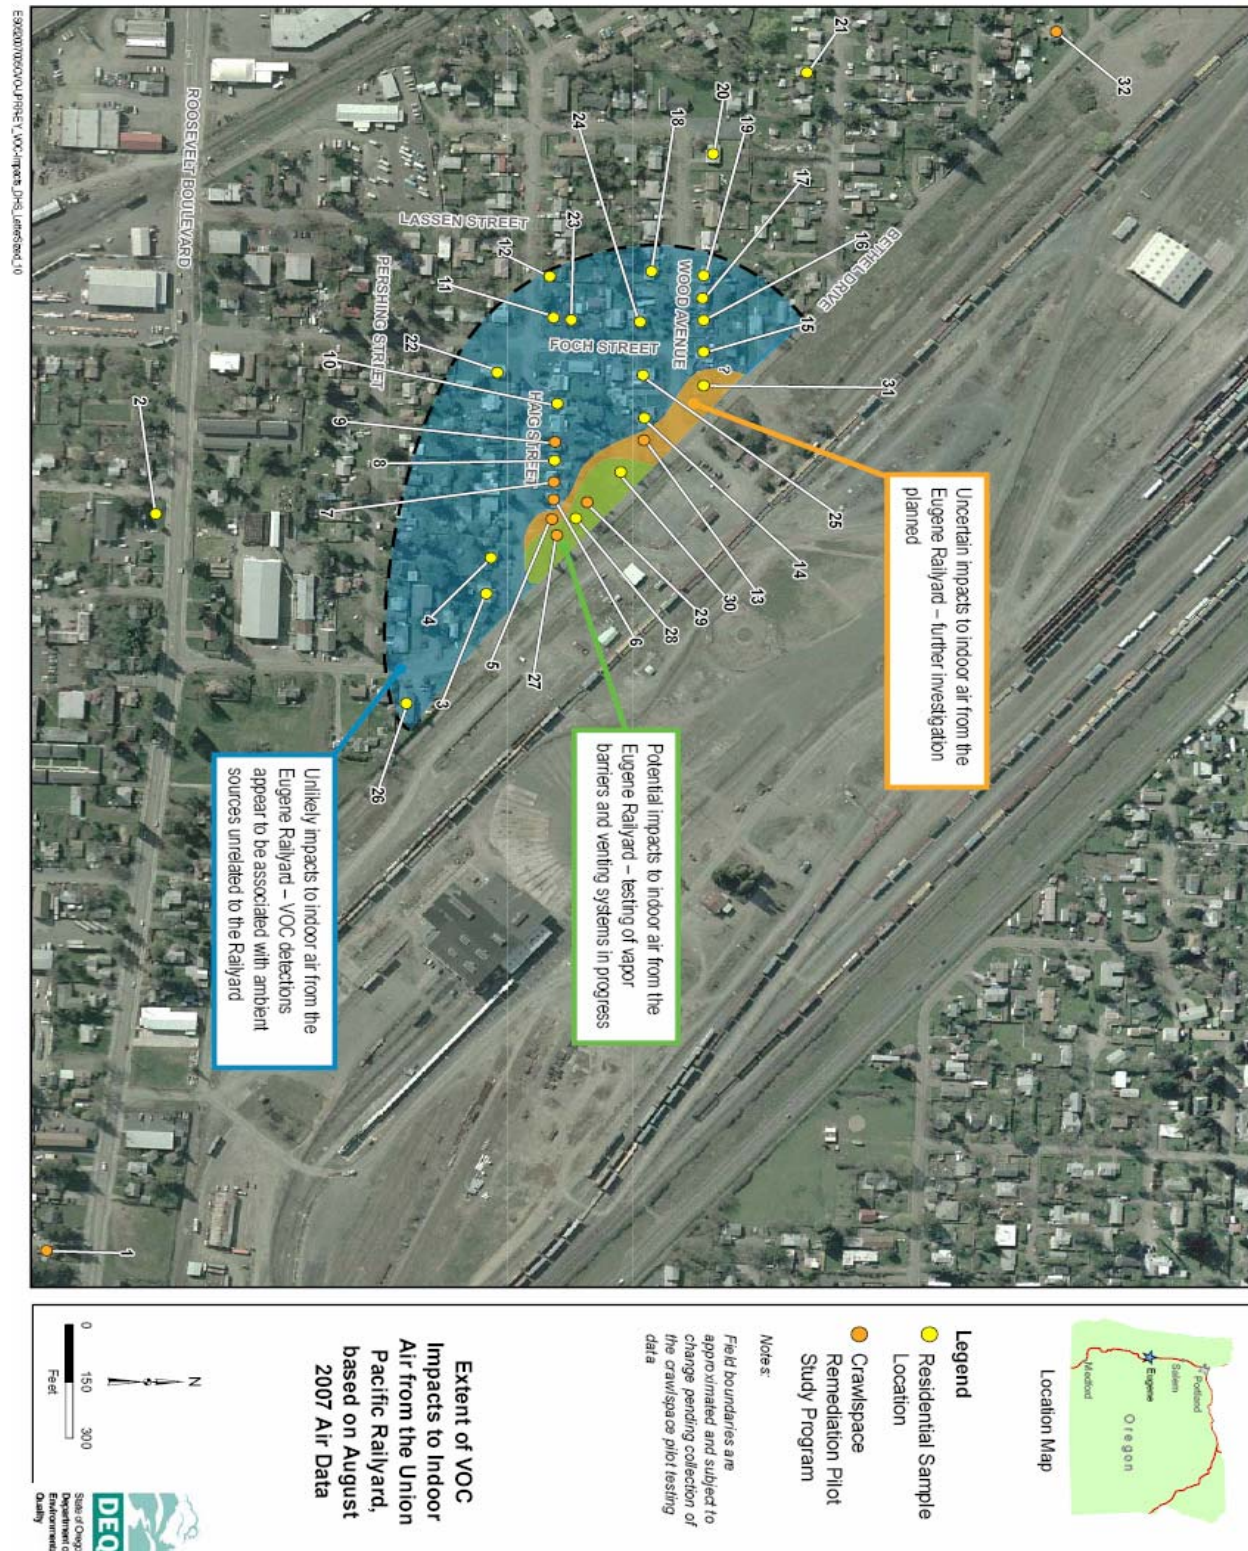 32
21
20
19
17
16
15
18
24
23
12
11
22
10
9
8
7
2
31
25
14
13
30
29
28
6
27
5
4
3
26
1
BETHEL DRIVE
WOOD AVENUE
FOCH STREET
LASSEN STREET
PERSHING STREET
HAIG STREET
ROOSEVELT BOULEVARD
?
Uncertain impacts to indoor air from the
Eugene Railyard – further investigation
planned
Potential impacts to indoor air from the
Eugene Railyard – testing of vapor
barriers and venting systems in progress
Unlikely impacts to indoor air from the
Eugene Railyard – VOC detections
appear to be associated with ambient
sources unrelated to the Railyard
Portland
Salem
Eugene
Medford
Oregon
Location Map
Legend
Residential Sample
Location
Crawlspace
Remediation Pilot
Study Program
Notes:
Field boundaries are
approximated and subject to
change pending collection of
the crawlspace pilot testing
data
Extent of VOC
Impacts to Indoor
Air from the Union
Pacific Railyard,
based on August
2007 Air Data
N
0 150 300
Feet
DEQ
State of Oregon
Department of
Environmental
Quality